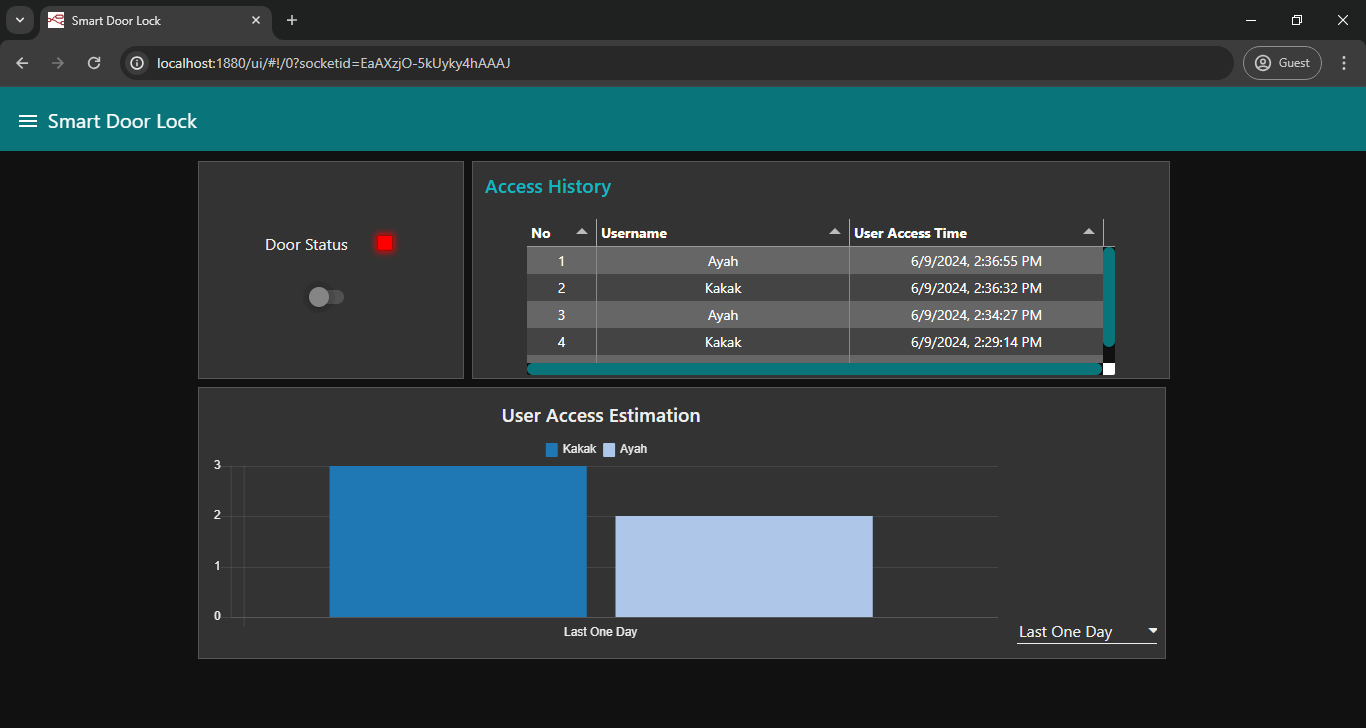 Smart Door Lock
localhost:1880/ui/#!/0?socketid=EaAXzjO-5kUyky4hAAAJ
Guest
Smart Door Lock
Door Status
Access History
No Username User Access Time
1 Ayah 6/9/2024, 2:36:55 PM
2 Kakak 6/9/2024, 2:36:32 PM
3 Ayah 6/9/2024, 2:34:27 PM
4 Kakak 6/9/2024, 2:29:14 PM
User Access Estimation
Kakak Ayah
3
2
1
0
Last One Day
Last One Day